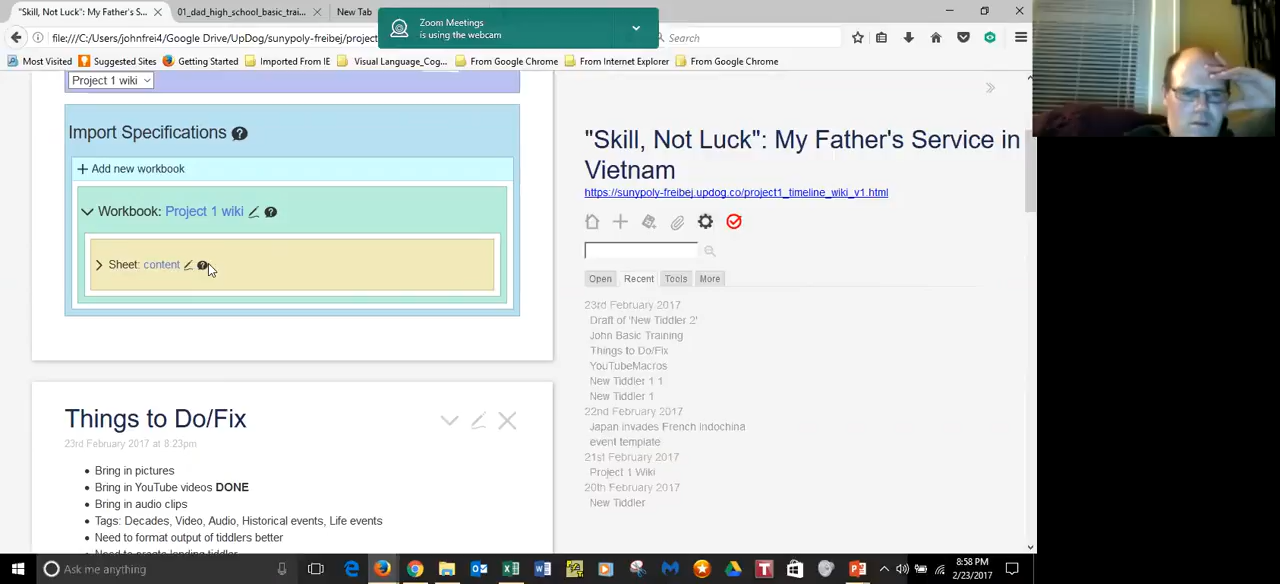 "Skill, Not Luck": My Father's S...
01_dad_high_school_basic_trai...
New Tab
Zoom Meetings
is using the webcam
file:///C:/Users/johnfrei4/Google Drive/UpDog/sunypoly-freibej/project
Search
Most Visited
Suggested Sites
Getting Started
Imported From IE
Visual_Language_Cog...
From Google Chrome
From Internet Explorer
From Google Chrome
Project 1 wiki
Import Specifications
Add new workbook
Workbook: Project 1 wiki
Sheet: content
Things to Do/Fix
23rd February 2017 at 8:23pm
Bring in pictures
Bring in YouTube videos DONE
Bring in audio clips
Tags: Decades, Video, Audio, Historical events, Life events
Need to format output of tiddlers better
Need to create landing tiddler
"Skill, Not Luck": My Father's Service in
Vietnam
https://sunypoly-freibej.updog.co/project1_timeline_wiki_v1.html
Open
Recent
Tools
More
23rd February 2017
Draft of 'New Tiddler 2'
John Basic Training
Things to Do/Fix
YouTubeMacros
New Tiddler 1 1
New Tiddler 1
22nd February 2017
Japan invades French indochina
event template
21st February 2017
Project 1 Wiki
20th February 2017
New Tiddler
Ask me anything
8:58 PM
2/23/2017